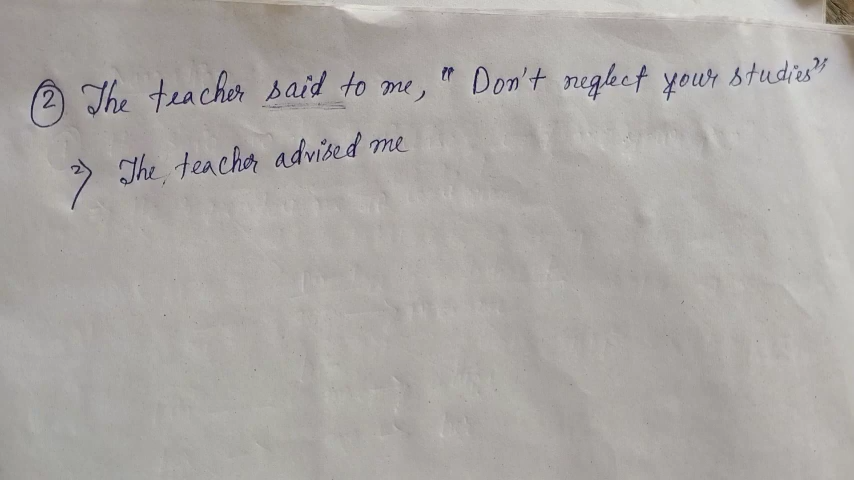 ② The teacher said to me, " Don't neglect your studies"
⇒ The teacher advised me